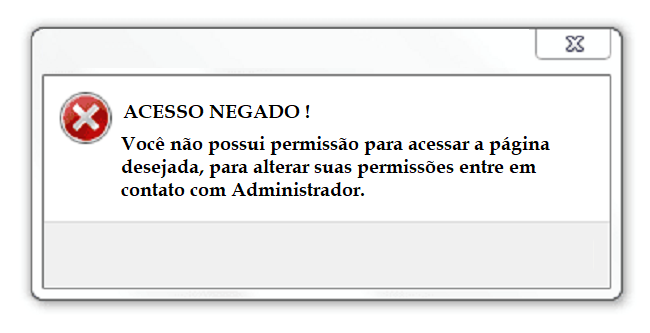 ACESSO NEGADO !
Você não possui permissão para acessar a página
desejada, para alterar suas permissões entre em
contato com Administrador.